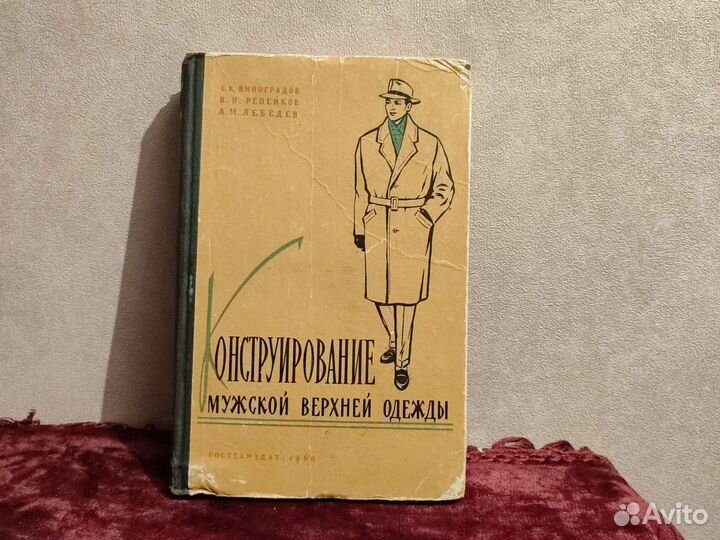 С.К. ВИНОГРАДОВ
В.Н. РЕПЕЙКОВ
А.М. ЛЕБЕДЕВ
КОНСТРУИРОВАНИЕ
МУЖСКОЙ ВЕРХНЕЙ ОДЕЖДЫ
РОСТЕХИЗДАТ · 1960
Avito